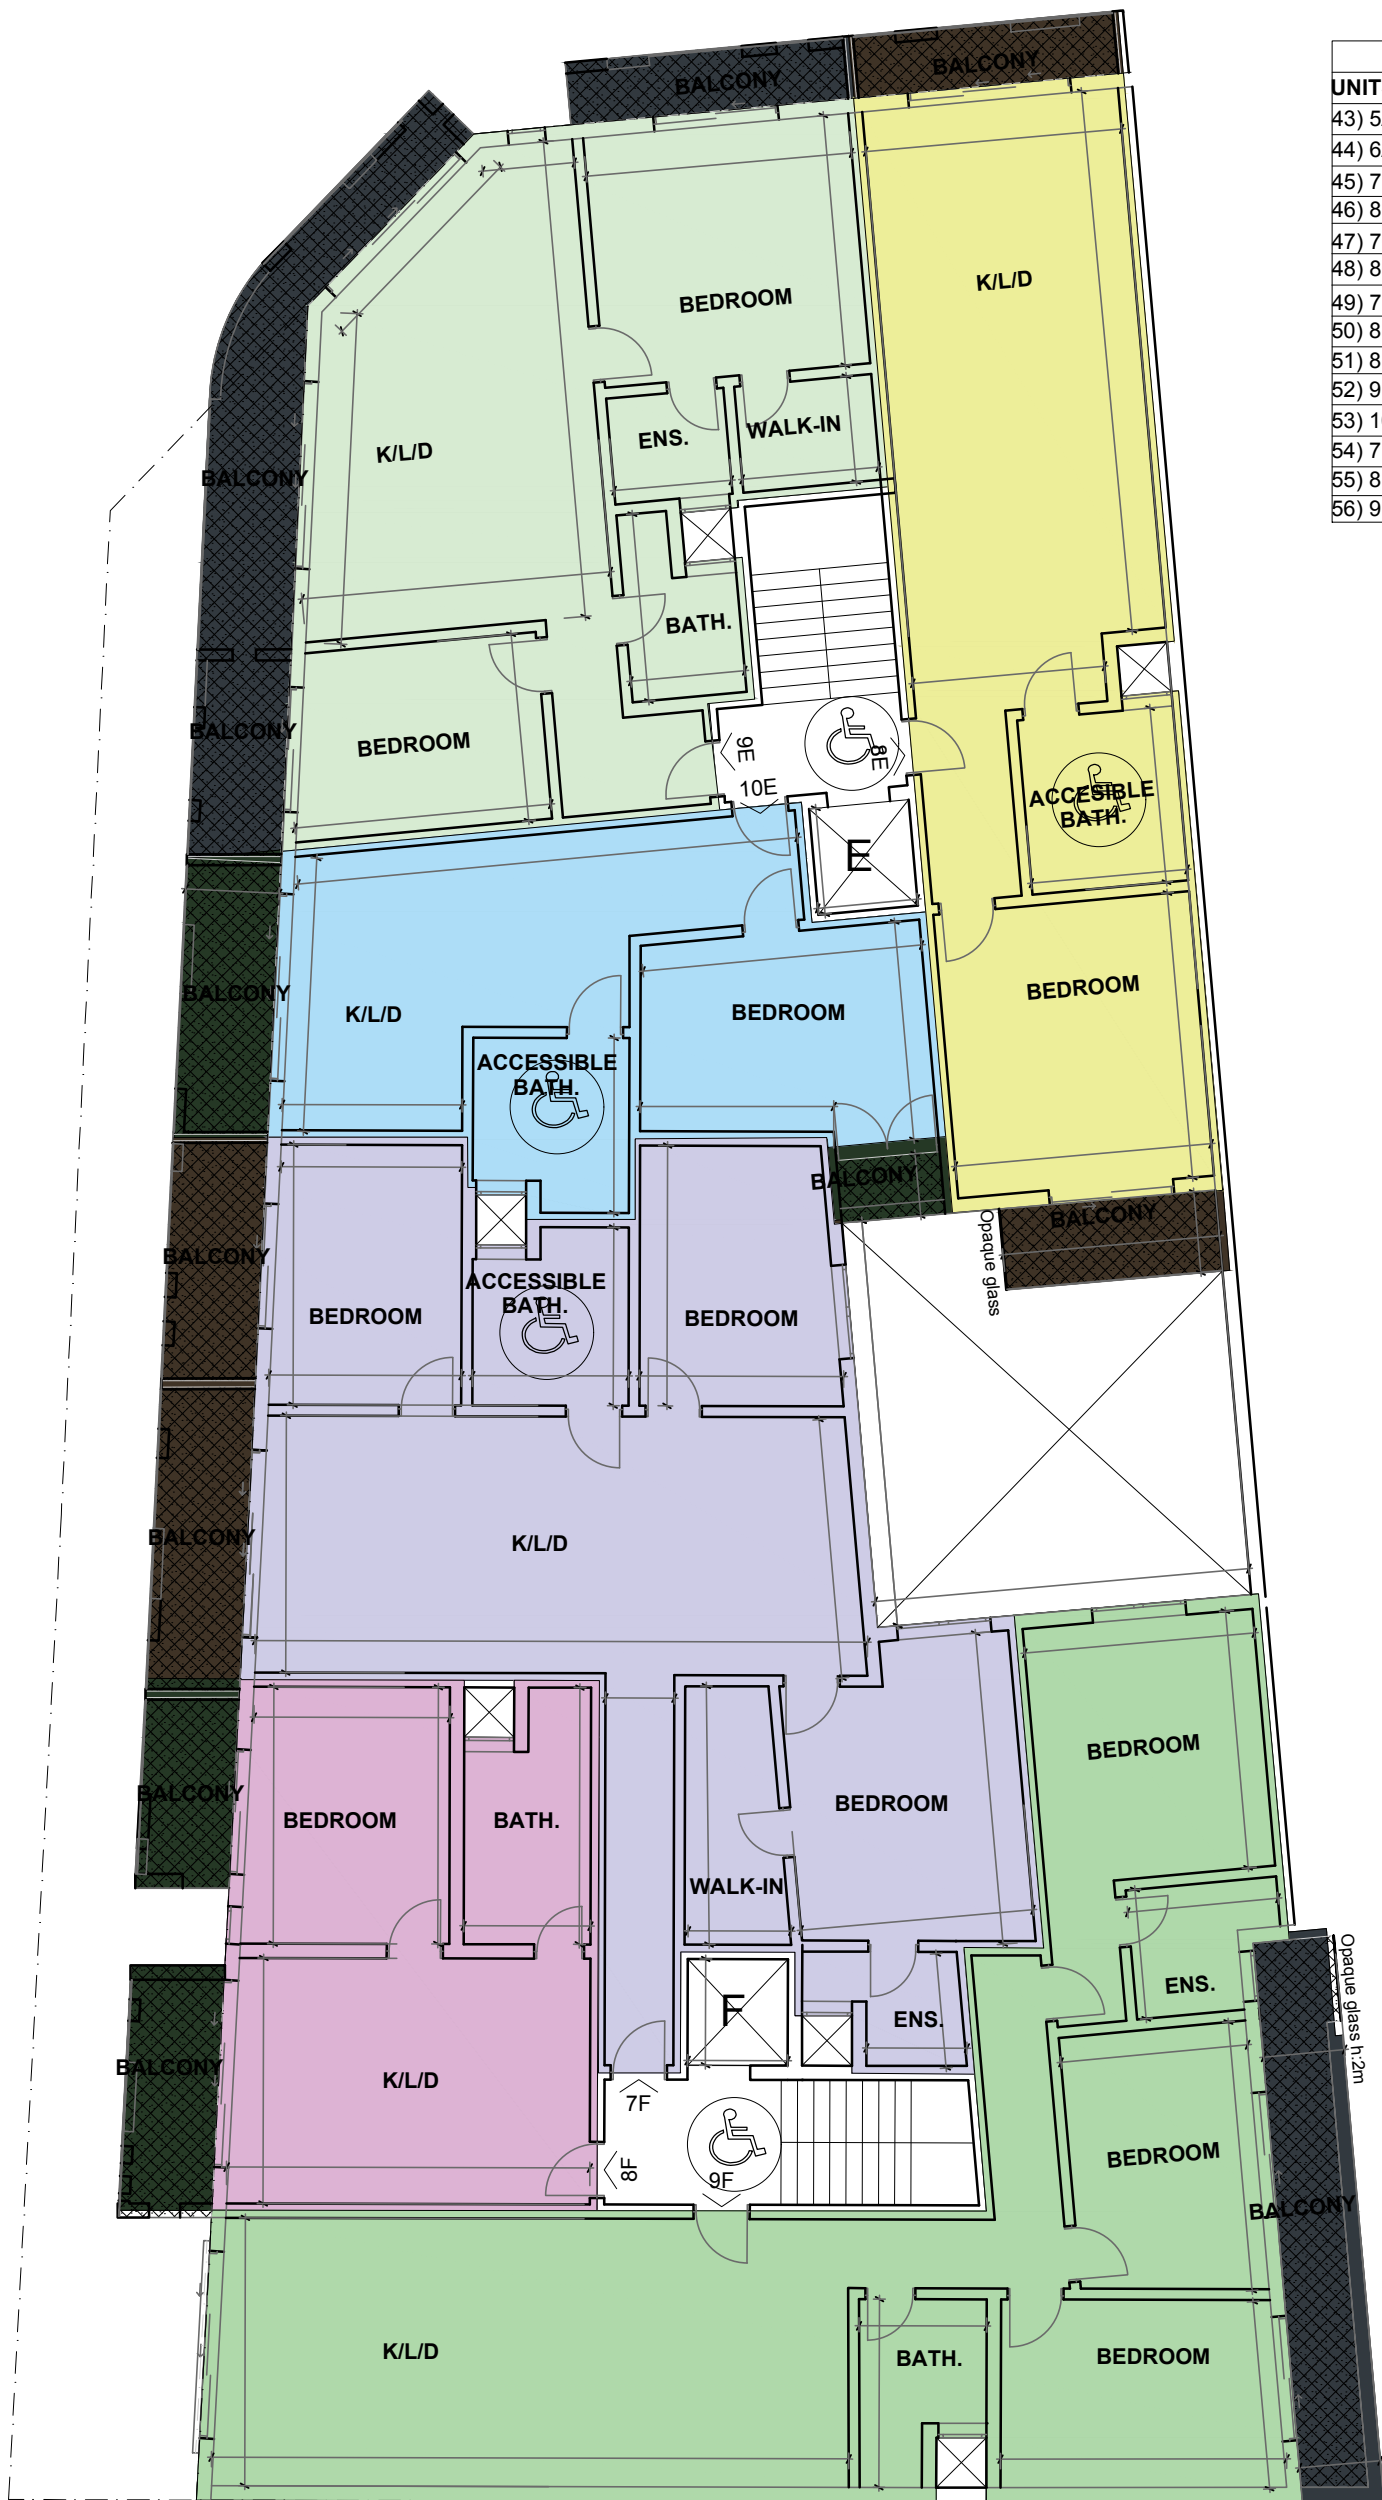 BALCONY
BALCONY
UNIT
43) 5
44) 6
45) 7
46) 8
47) 7
48) 8
49) 7
50) 8
51) 8
52) 9
53) 10
54) 7
55) 8
56) 9
K/L/D
BEDROOM
K/L/D
ENS.
WALK-IN
BALCONY
BATH.
BALCONY
BEDROOM
9E
8E
10E
ACCESIBLE
BATH.
E
BALCONY
K/L/D
BEDROOM
BEDROOM
ACCESSIBLE
BATH.
BALCONY
BALCONY
Opaque glass
BALCONY
ACCESSIBLE
BATH.
BEDROOM
BEDROOM
BALCONY
K/L/D
BEDROOM
BALCONY
BEDROOM
BATH.
BEDROOM
WALK-IN
ENS.
F
ENS.
Opaque glass h:2m
BALCONY
K/L/D
7F
8F
9F
BEDROOM
BALCONY
K/L/D
BATH.
BEDROOM